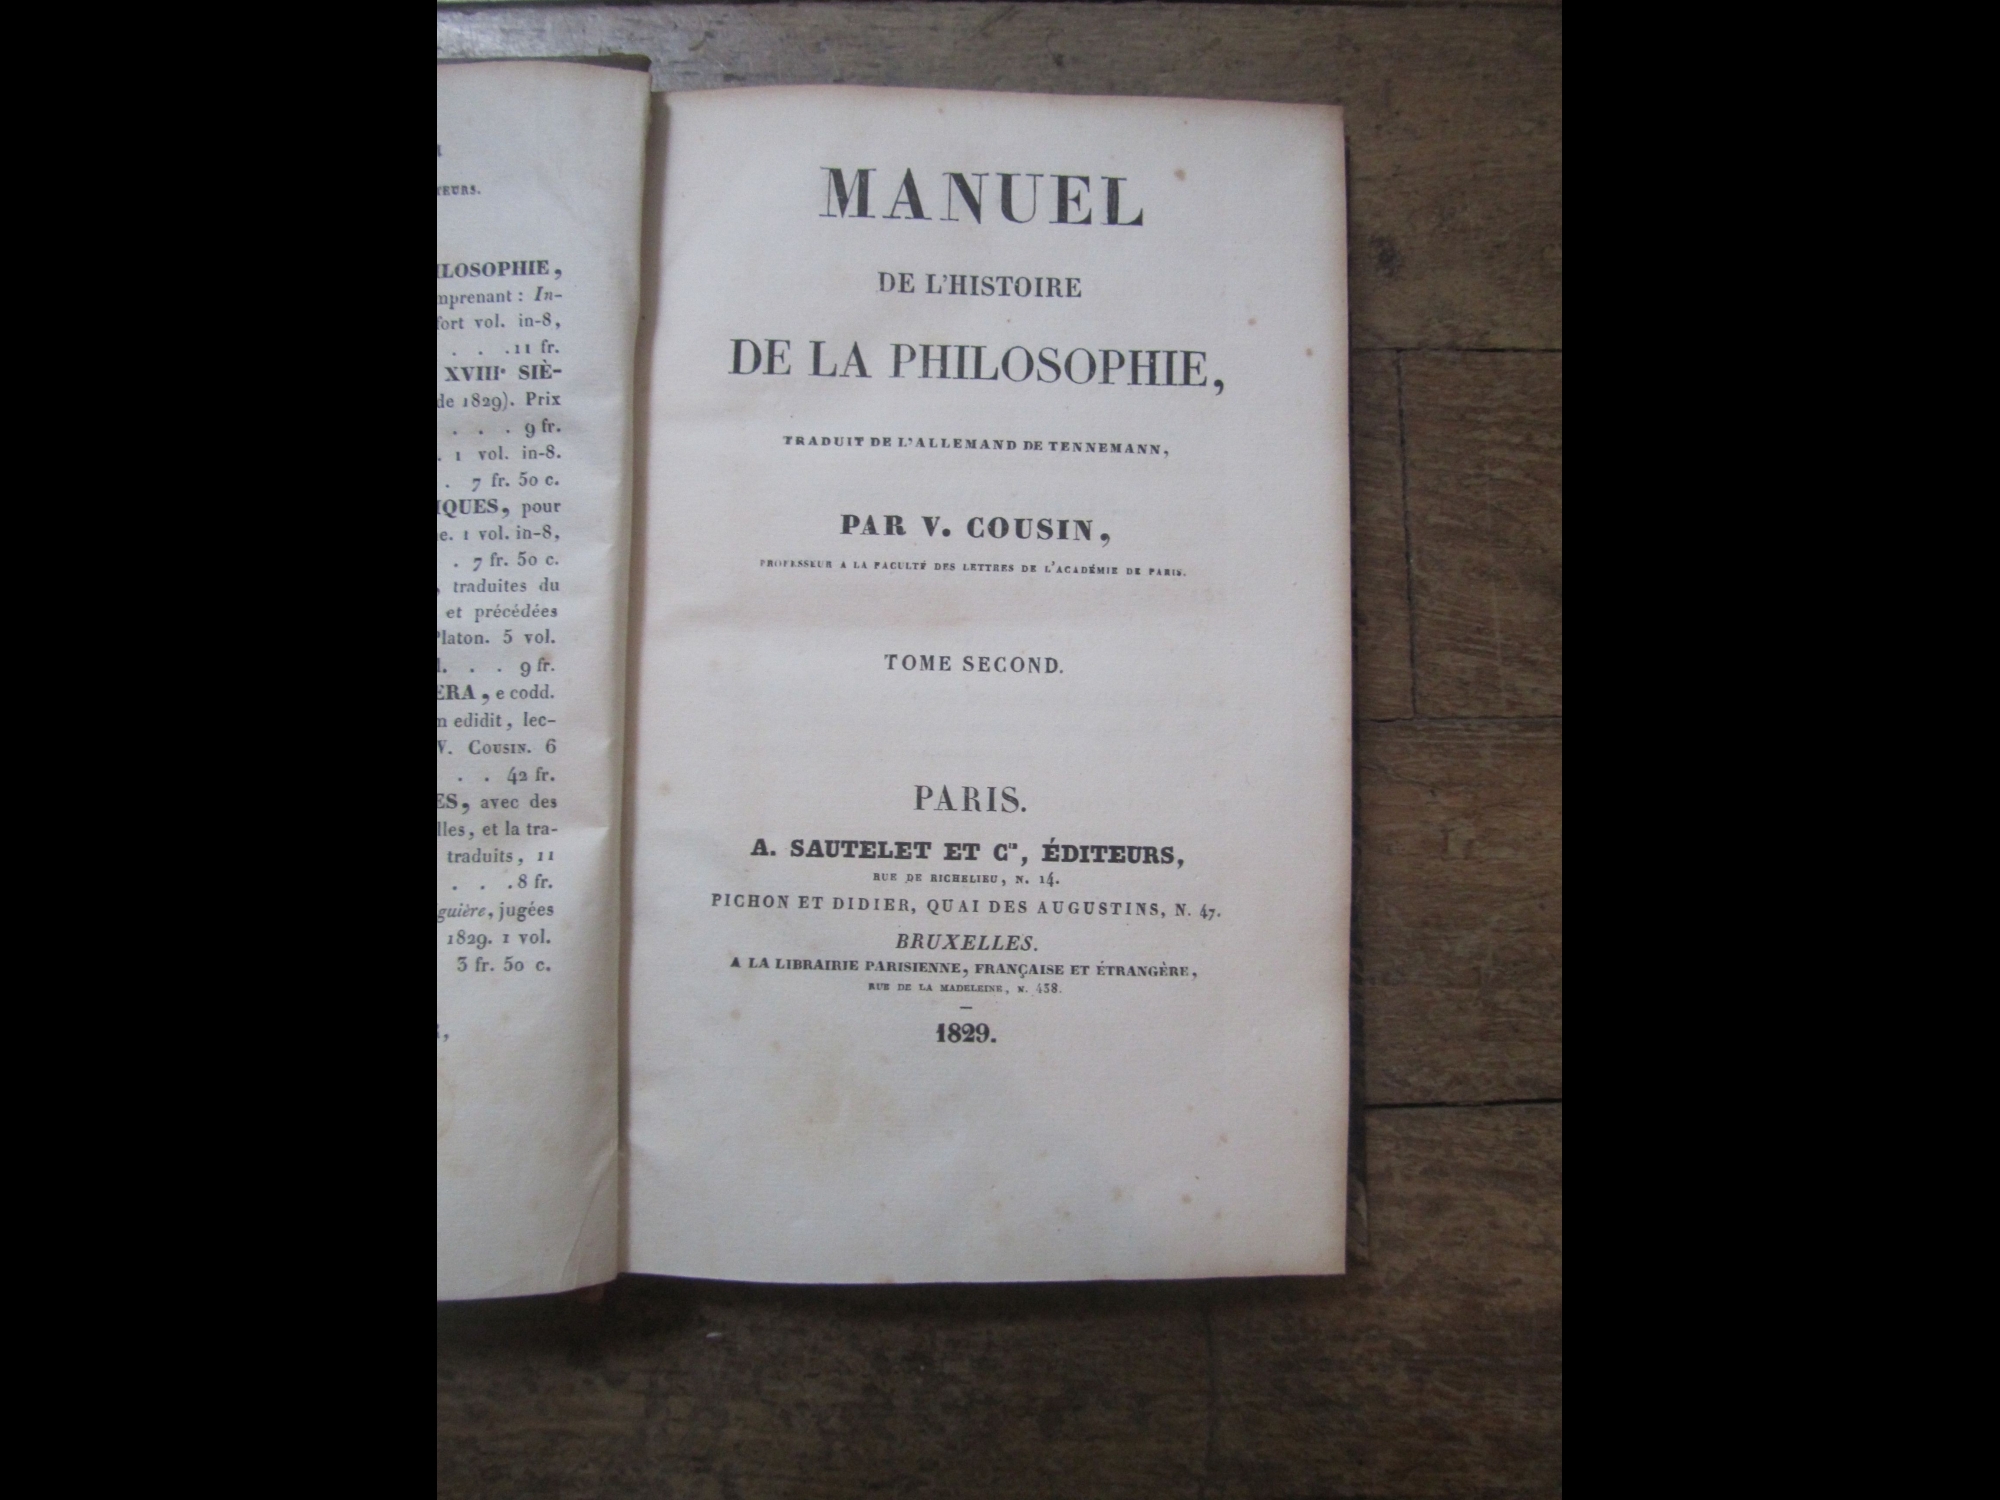 ILOSOPHIE,
mprenant : In-
fort vol. in-8,
. . .11 fr.
XVIIIe SIÈ-
de 1829). Prix
. . . 9 fr.
. 1 vol. in-8.
. 7 fr. 50 c.
IQUES, pour
e. 1 vol. in-8,
. 7 fr. 50 c.
, traduites du
et précédées
Platon. 5 vol.
. . 9 fr.
ERA, e codd.
n edidit, lec-
V. Cousin. 6
. . 42 fr.
ES, avec des
lles, et la tra-
traduits, 11
. . .8 fr.
guière, jugées
1829. 1 vol.
3 fr. 50 c.
MANUEL
DE L'HISTOIRE
DE LA PHILOSOPHIE,
TRADUIT DE L'ALLEMAND DE TENNEMANN,
PAR V. COUSIN,
PROFESSEUR A LA FACULTÉ DES LETTRES DE L'ACADÉMIE DE PARIS.
TOME SECOND.
PARIS.
A. SAUTELET ET Cie, ÉDITEURS,
RUE DE RICHELIEU, N. 14.
PICHON ET DIDIER, QUAI DES AUGUSTINS, N. 47.
BRUXELLES.
A LA LIBRAIRIE PARISIENNE, FRANÇAISE ET ÉTRANGÈRE,
RUE DE LA MADELEINE, N. 438.
1829.